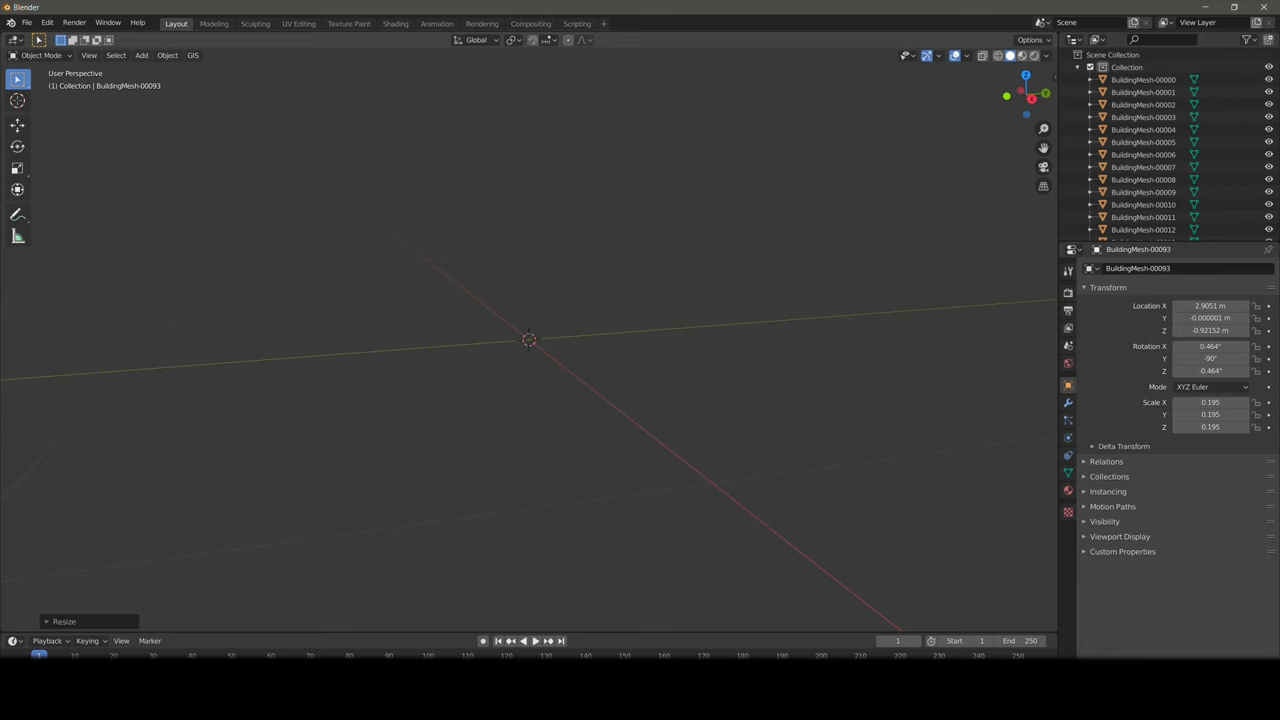 Blender
File Edit Render Window Help Layout Modeling Sculpting UV Editing Texture Paint Shading Animation Rendering Compositing Scripting + Scene View Layer
Global Options
Object Mode View Select Add Object GIS
User Perspective
(1) Collection | BuildingMesh-00093
Z
Y
X
Scene Collection
Collection
BuildingMesh-00000
BuildingMesh-00001
BuildingMesh-00002
BuildingMesh-00003
BuildingMesh-00004
BuildingMesh-00005
BuildingMesh-00006
BuildingMesh-00007
BuildingMesh-00008
BuildingMesh-00009
BuildingMesh-00010
BuildingMesh-00011
BuildingMesh-00012
BuildingMesh-00093
BuildingMesh-00093
Transform
Location X 2.9051 m
Y -0.000001 m
Z -0.92152 m
Rotation X 0.464°
Y -90°
Z -0.464°
Mode XYZ Euler
Scale X 0.195
Y 0.195
Z 0.195
Delta Transform
Relations
Collections
Instancing
Motion Paths
Visibility
Viewport Display
Custom Properties
Resize
Playback Keying View Marker 1 Start 1 End 250
1 10 20 30 40 50 60 70 80 90 100 110 120 130 140 150 160 170 180 190 200 210 220 230 240 250